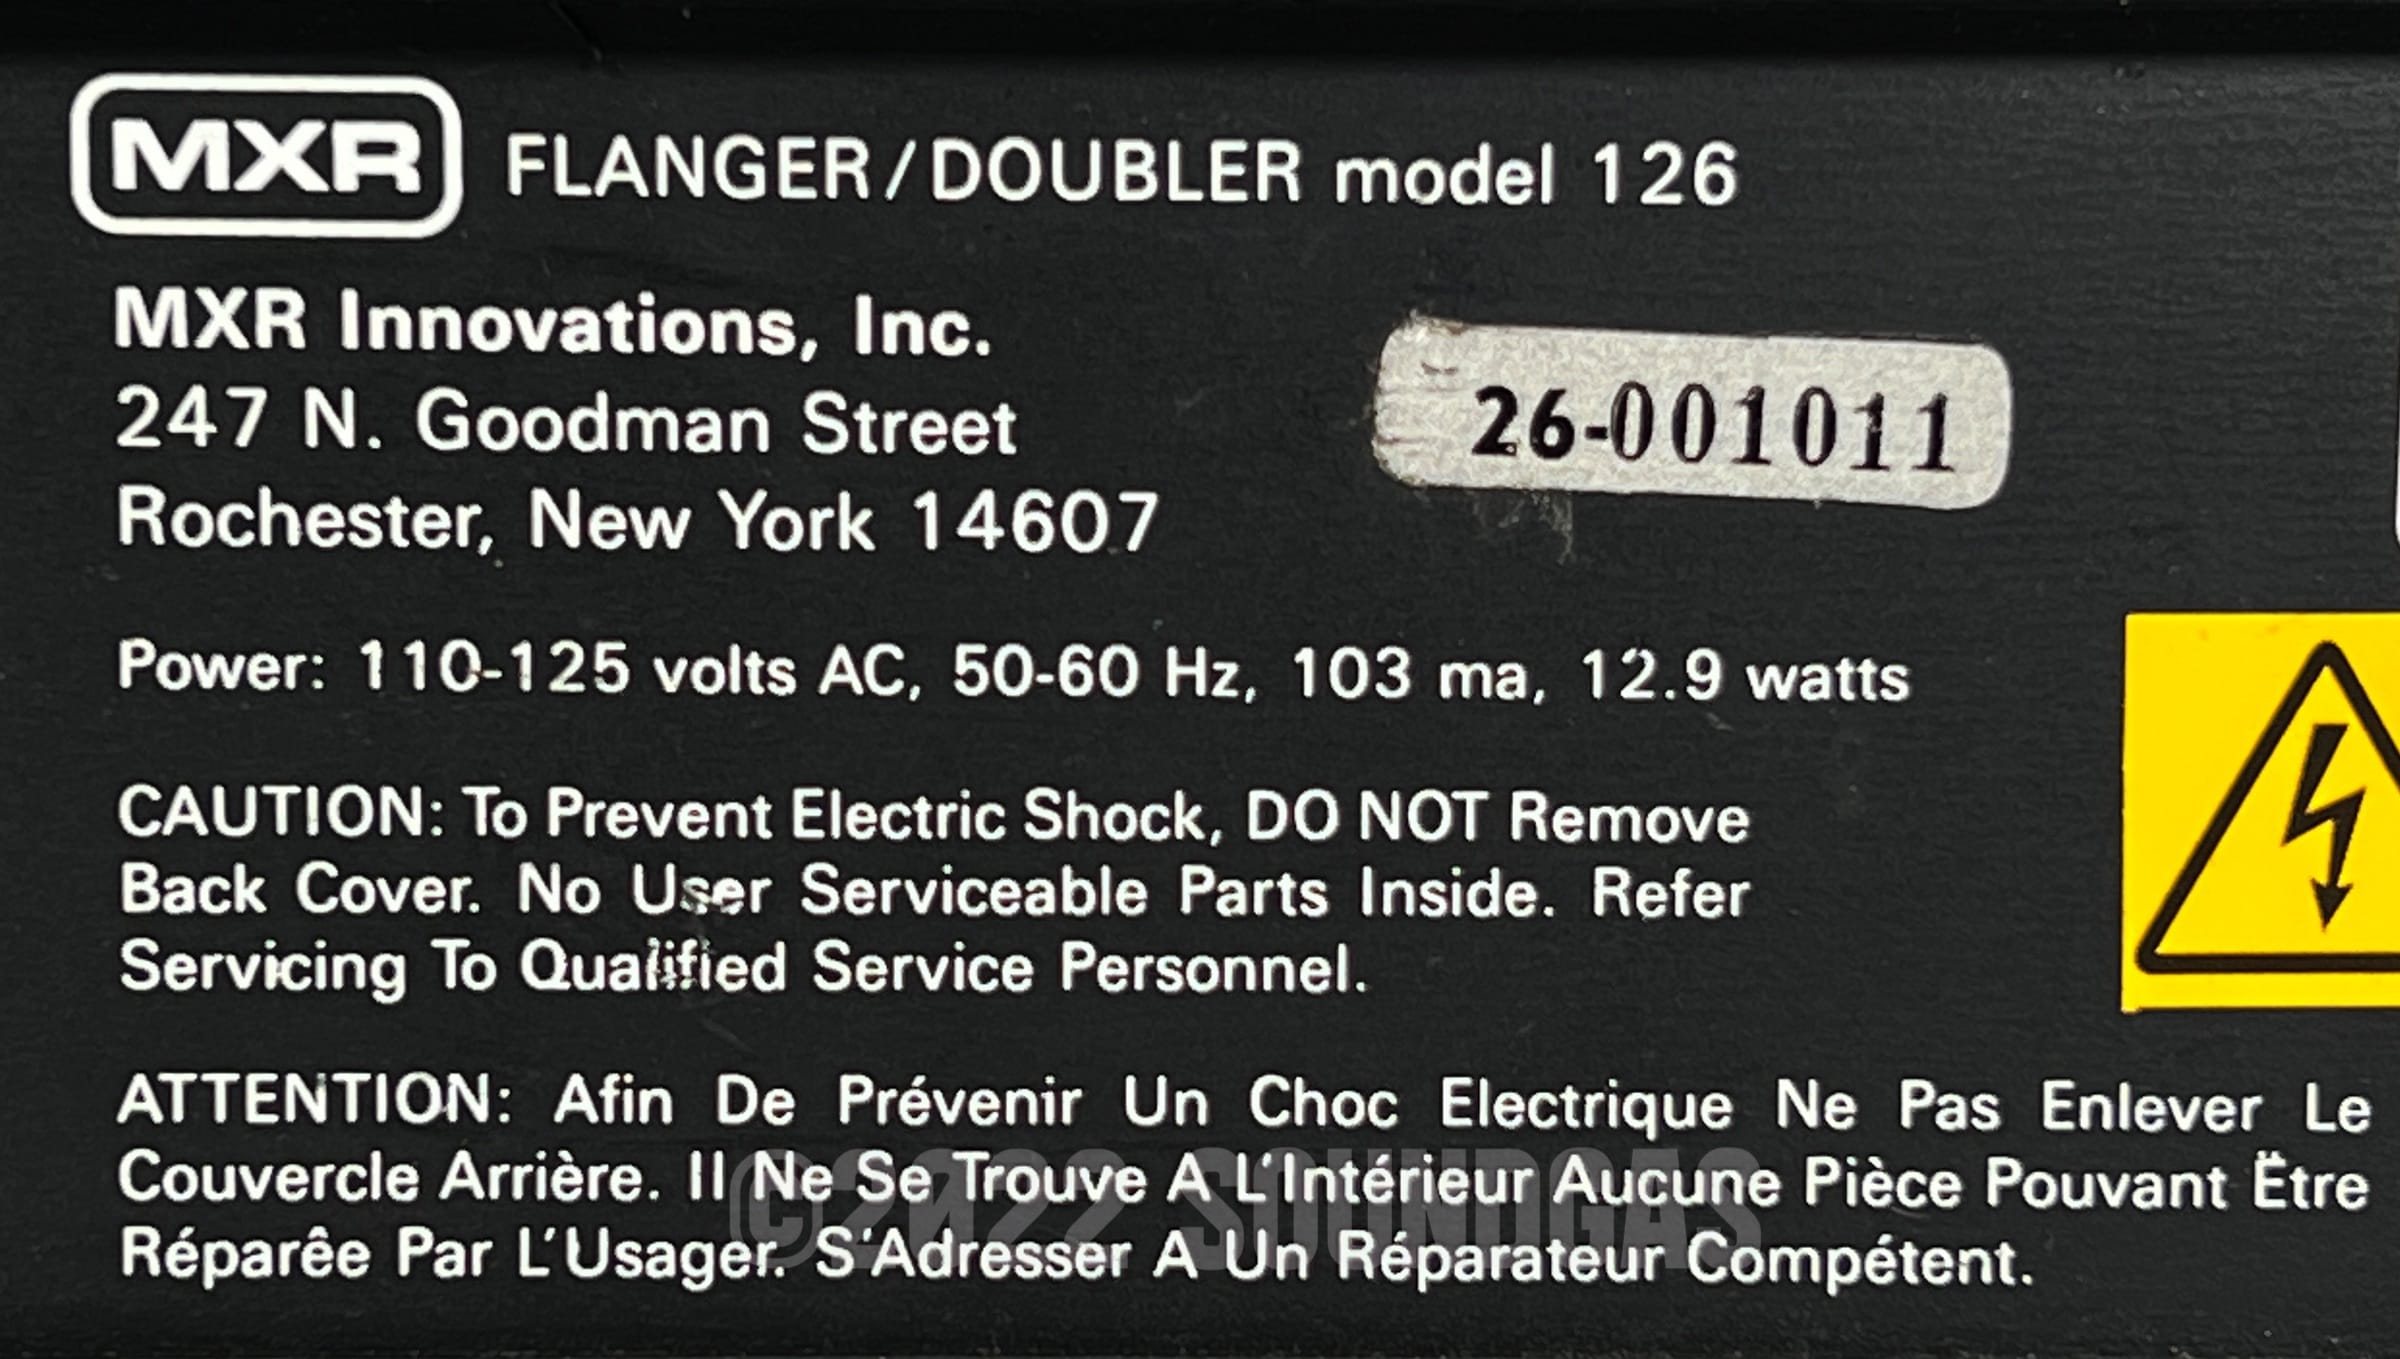 MXR FLANGER/DOUBLER model 126
MXR Innovations, Inc.
247 N. Goodman Street
Rochester, New York 14607
26-001011
Power: 110-125 volts AC, 50-60 Hz, 103 ma, 12.9 watts
CAUTION: To Prevent Electric Shock, DO NOT Remove
Back Cover. No User Serviceable Parts Inside. Refer
Servicing To Qualified Service Personnel.
ATTENTION: Afin De Prévenir Un Choc Electrique Ne Pas Enlever Le
Couvercle Arrière. Il Ne Se Trouve A L'Intérieur Aucune Pièce Pouvant Ëtre
Réparêe Par L'Usager. S'Adresser A Un Réparateur Compétent.
©2022 SOUNDGAS